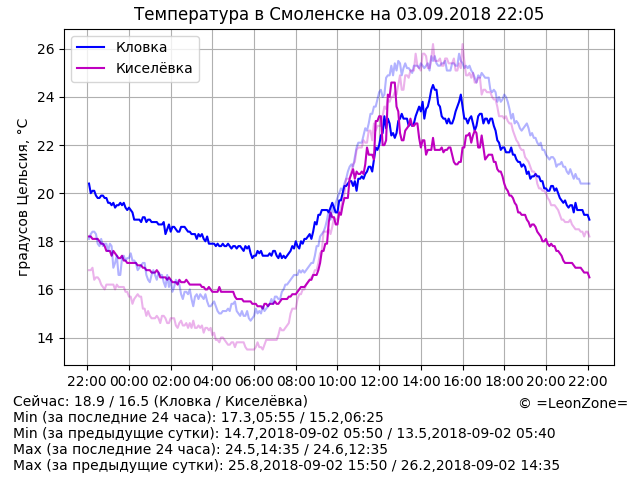 Температура в Смоленске на 03.09.2018 22:05
Кловка
Киселёвка
градусов Цельсия, °C
26
24
22
20
18
16
14
22:00 00:00 02:00 04:00 06:00 08:00 10:00 12:00 14:00 16:00 18:00 20:00 22:00
Сейчас: 18.9 / 16.5 (Кловка / Киселёвка)
© =LeonZone=
Min (за последние 24 часа): 17.3,05:55 / 15.2,06:25
Min (за предыдущие сутки): 14.7,2018-09-02 05:50 / 13.5,2018-09-02 05:40
Max (за последние 24 часа): 24.5,14:35 / 24.6,12:35
Max (за предыдущие сутки): 25.8,2018-09-02 15:50 / 26.2,2018-09-02 14:35